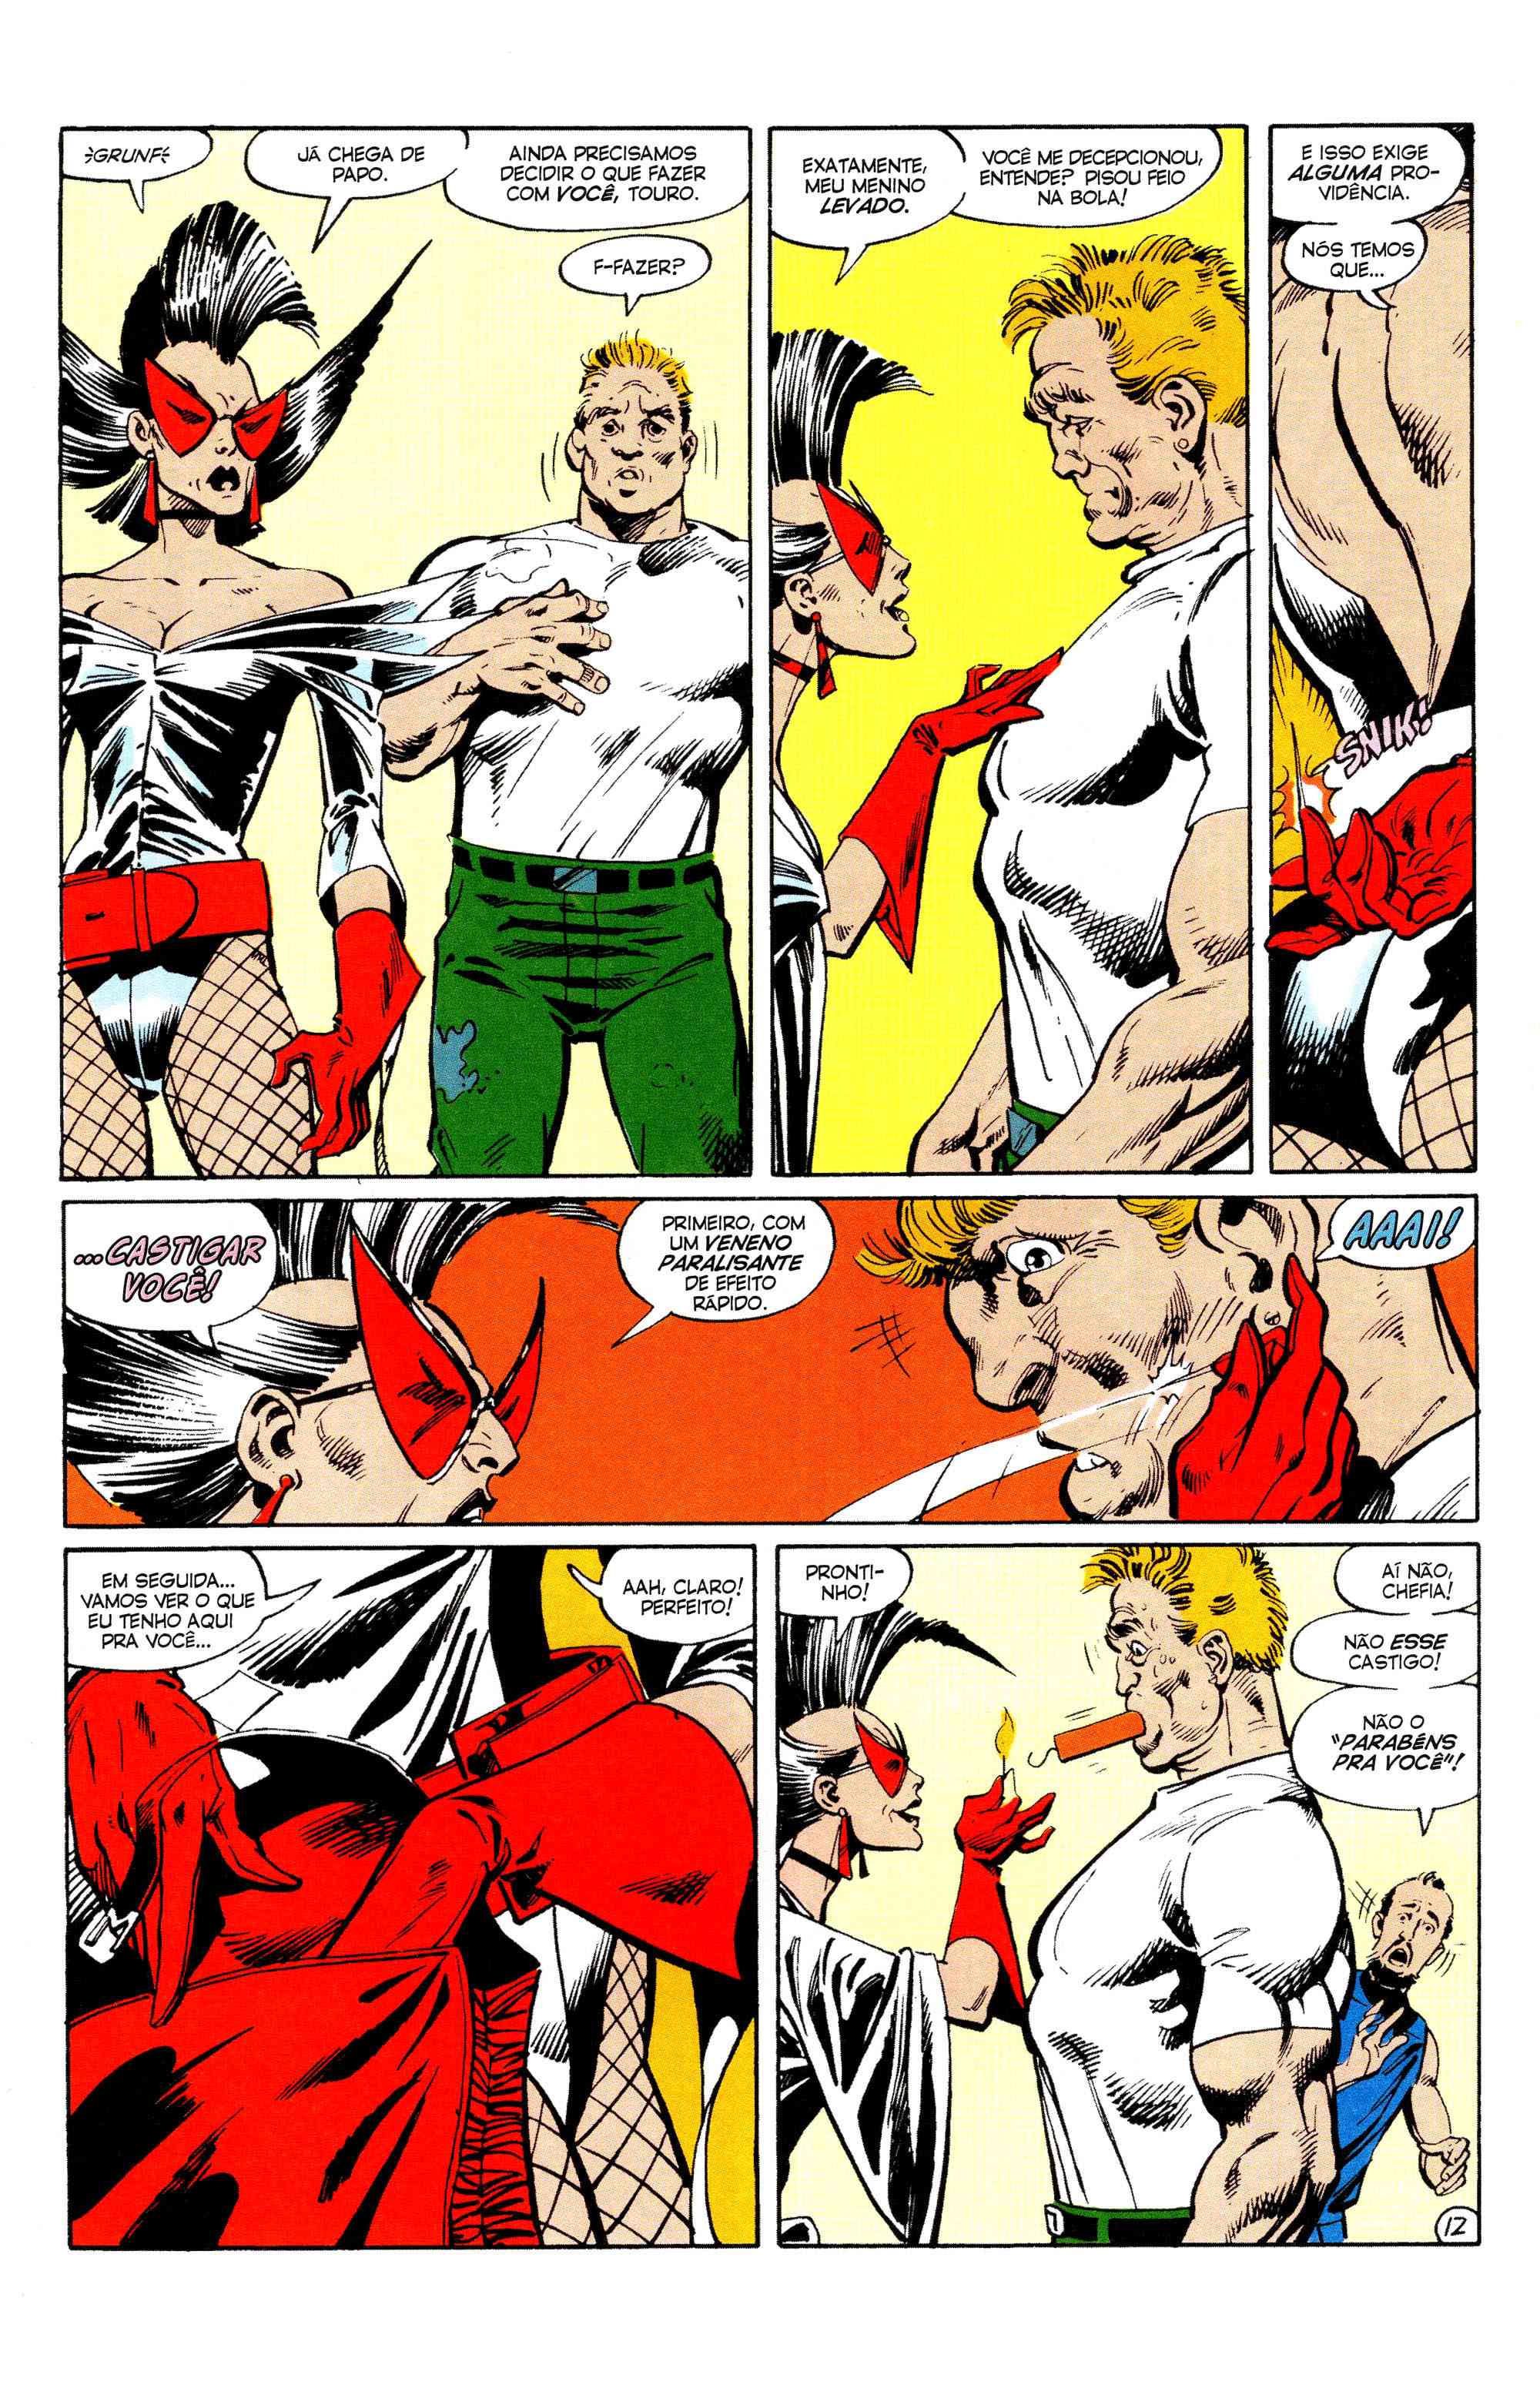 GRUNF
JÁ CHEGA DE
PAPO.
AINDA PRECISAMOS
DECIDIR O QUE FAZER
COM VOCÊ, TOURO.
F-FAZER?
EXATAMENTE,
MEU MENINO
LEVADO.
VOCÊ ME DECEPCIONOU,
ENTENDE? PISOU FEIO
NA BOLA!
E ISSO EXIGE
ALGUMA PRO-
VIDÊNCIA.
NÓS TEMOS
QUE...
SNIK!
...CASTIGAR
VOCÊ!
PRIMEIRO, COM
UM VENENO
PARALISANTE
DE EFEITO
RÁPIDO.
AAAI!
EM SEGUIDA...
VAMOS VER O QUE
EU TENHO AQUI
PRA VOCÊ...
AAH, CLARO!
PERFEITO!
PRONTI-
NHO!
AÍ NÃO,
CHEFIA!
NÃO ESSE
CASTIGO!
NÃO O
"PARABÉNS
PRA VOCÊ"!
12